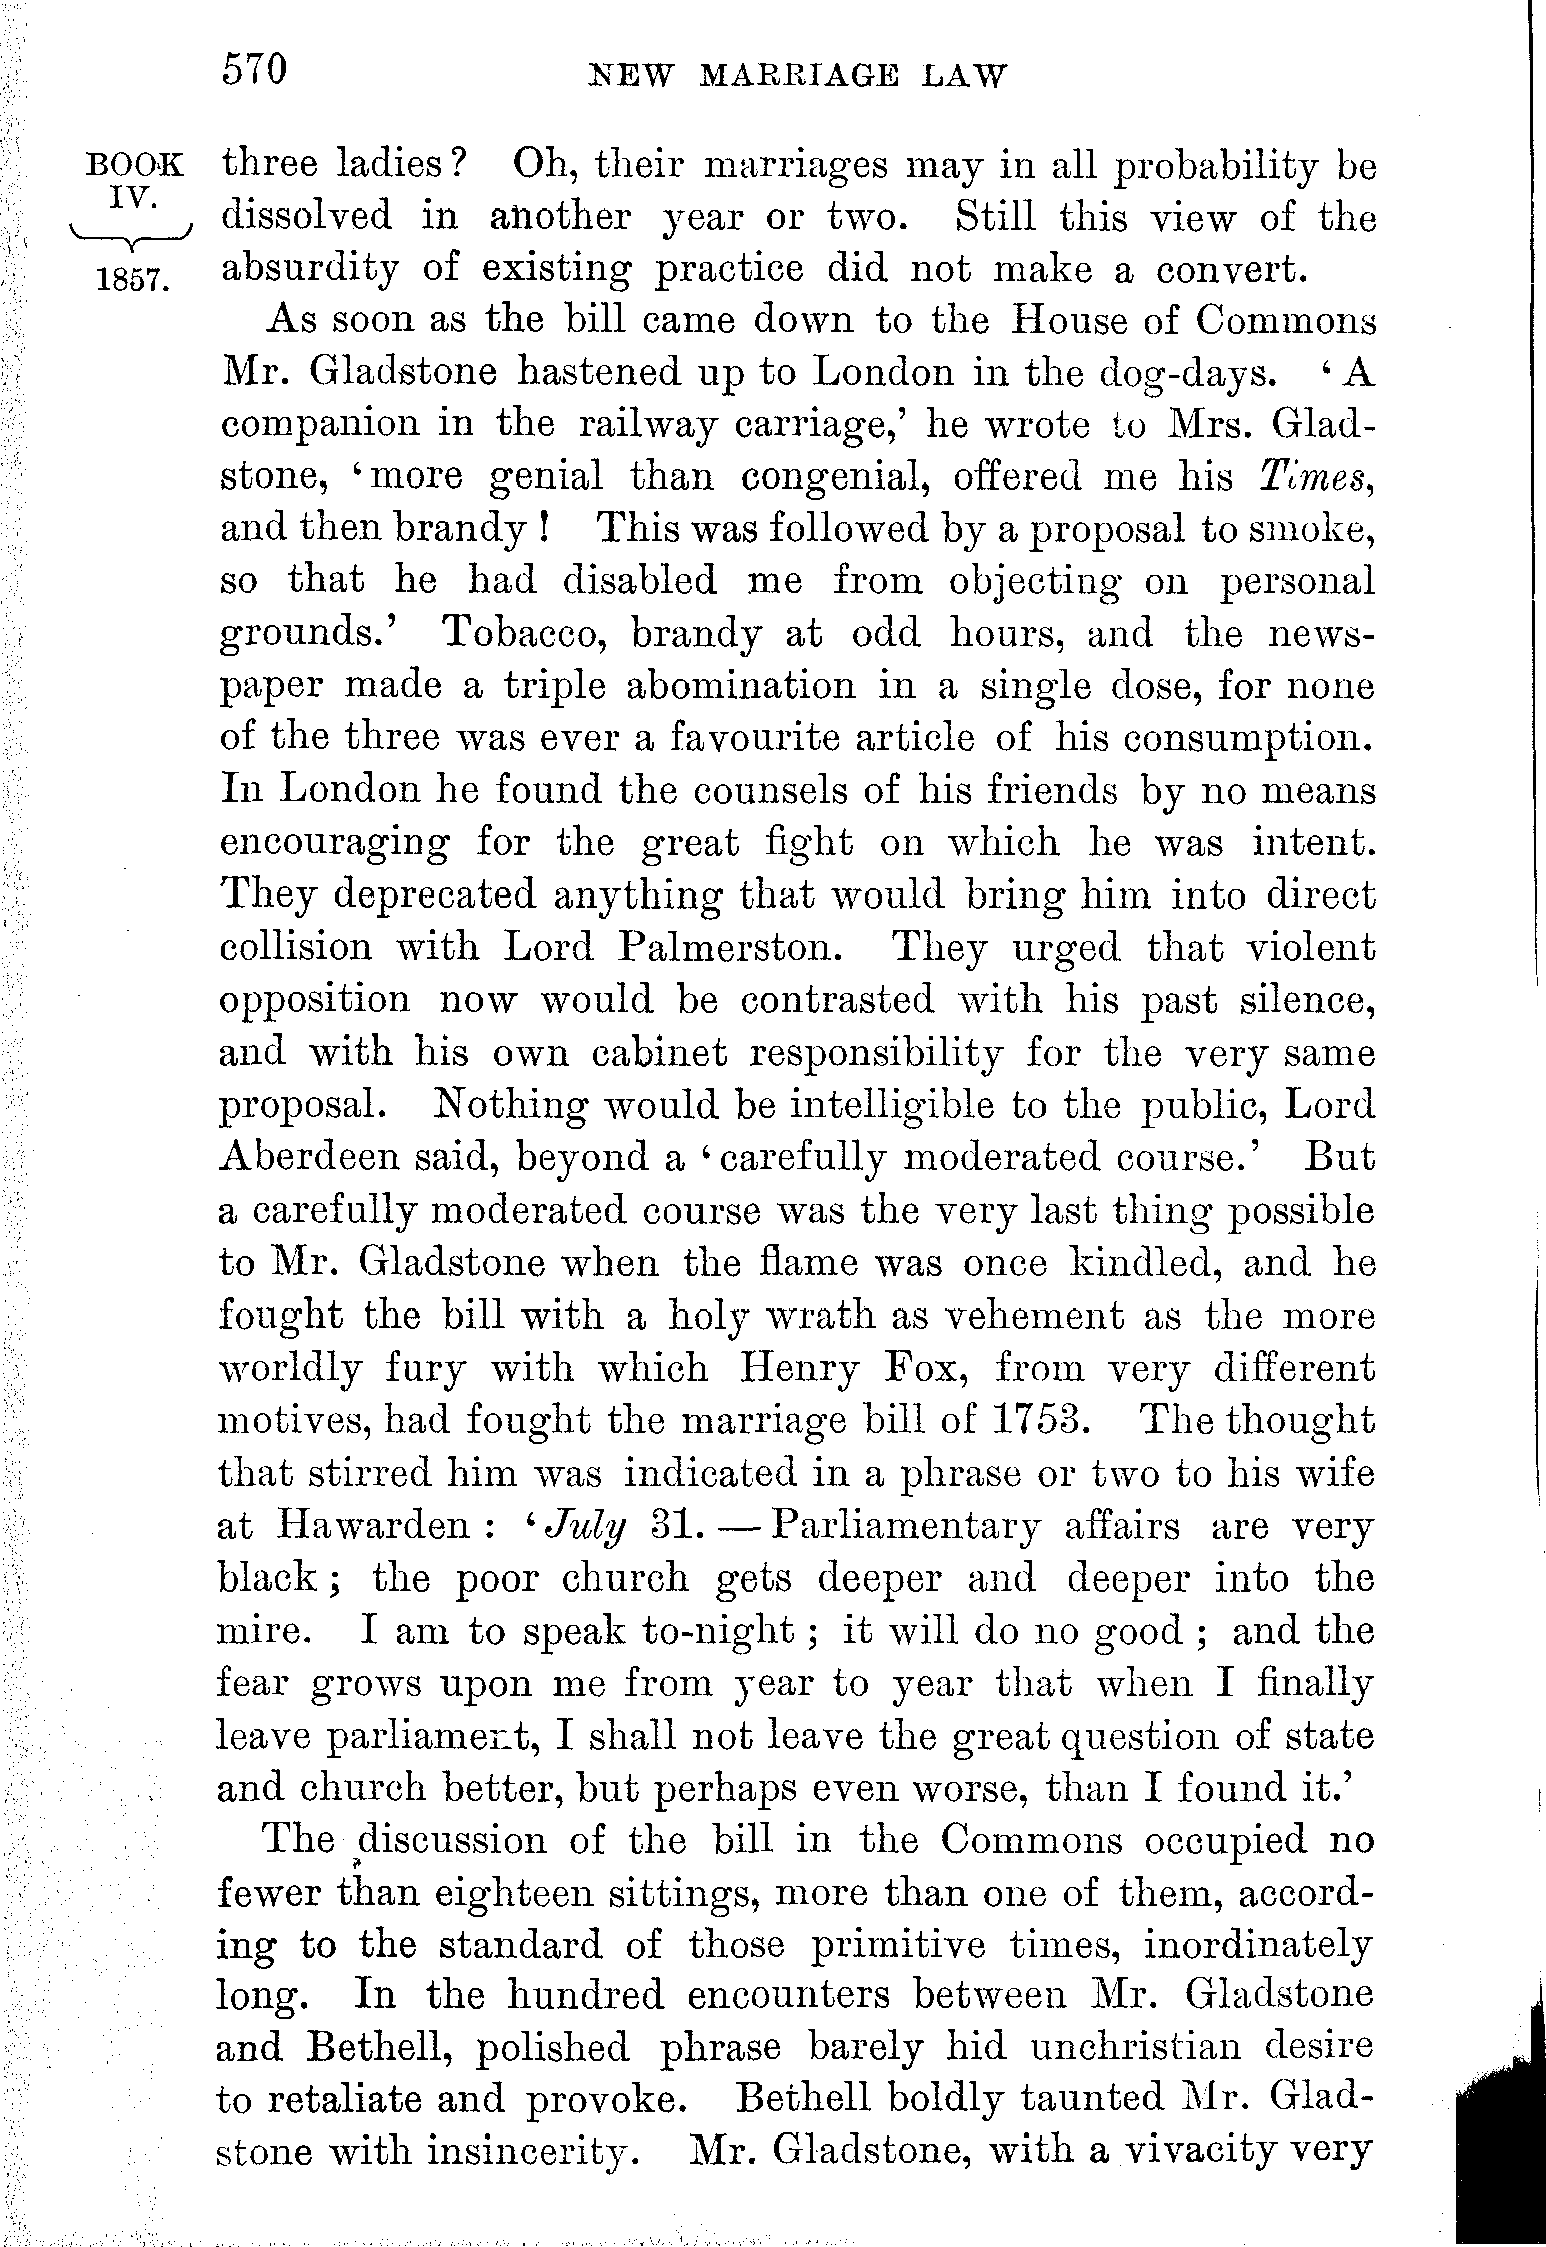 570 NEW MARRIAGE LAW
BOOK
IV.
1857.
three ladies? Oh, their marriages may in all probability be
dissolved in another year or two. Still this view of the
absurdity of existing practice did not make a convert.
As soon as the bill came down to the House of Commons
Mr. Gladstone hastened up to London in the dog-days. ‘A
companion in the railway carriage,’ he wrote to Mrs. Glad-
stone, ‘more genial than congenial, offered me his Times,
and then brandy! This was followed by a proposal to smoke,
so that he had disabled me from objecting on personal
grounds.’ Tobacco, brandy at odd hours, and the news-
paper made a triple abomination in a single dose, for none
of the three was ever a favourite article of his consumption.
In London he found the counsels of his friends by no means
encouraging for the great fight on which he was intent.
They deprecated anything that would bring him into direct
collision with Lord Palmerston. They urged that violent
opposition now would be contrasted with his past silence,
and with his own cabinet responsibility for the very same
proposal. Nothing would be intelligible to the public, Lord
Aberdeen said, beyond a ‘carefully moderated course.’ But
a carefully moderated course was the very last thing possible
to Mr. Gladstone when the flame was once kindled, and he
fought the bill with a holy wrath as vehement as the more
worldly fury with which Henry Fox, from very different
motives, had fought the marriage bill of 1753. The thought
that stirred him was indicated in a phrase or two to his wife
at Hawarden: ‘July 31.—Parliamentary affairs are very
black; the poor church gets deeper and deeper into the
mire. I am to speak to-night; it will do no good; and the
fear grows upon me from year to year that when I finally
leave parliament, I shall not leave the great question of state
and church better, but perhaps even worse, than I found it.’
The discussion of the bill in the Commons occupied no
fewer than eighteen sittings, more than one of them, accord-
ing to the standard of those primitive times, inordinately
long. In the hundred encounters between Mr. Gladstone
and Bethell, polished phrase barely hid unchristian desire
to retaliate and provoke. Bethell boldly taunted Mr. Glad-
stone with insincerity. Mr. Gladstone, with a vivacity very